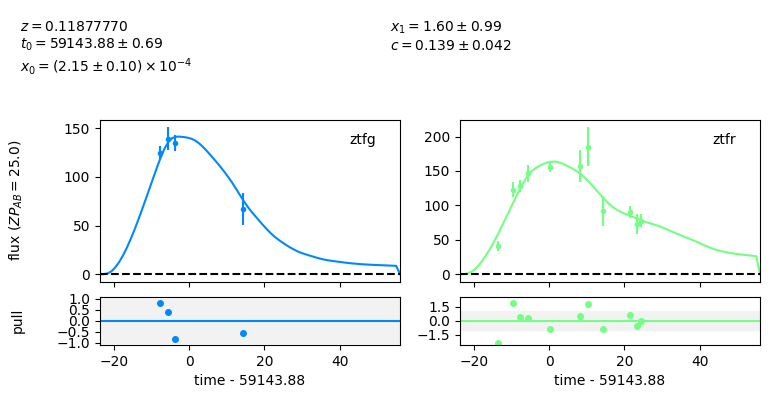 z = 0.11877770
t₀ = 59143.88 ± 0.69
x₀ = (2.15 ± 0.10) × 10⁻⁴
x₁ = 1.60 ± 0.99
c = 0.139 ± 0.042
flux (ZP_AB = 25.0)
150
100
50
0
ztfg
200
150
100
50
0
ztfr
pull
1.0
0.5
0.0
−0.5
−1.0
−20 0 20 40
time - 59143.88
1.5
0.0
−1.5
−20 0 20 40
time - 59143.88